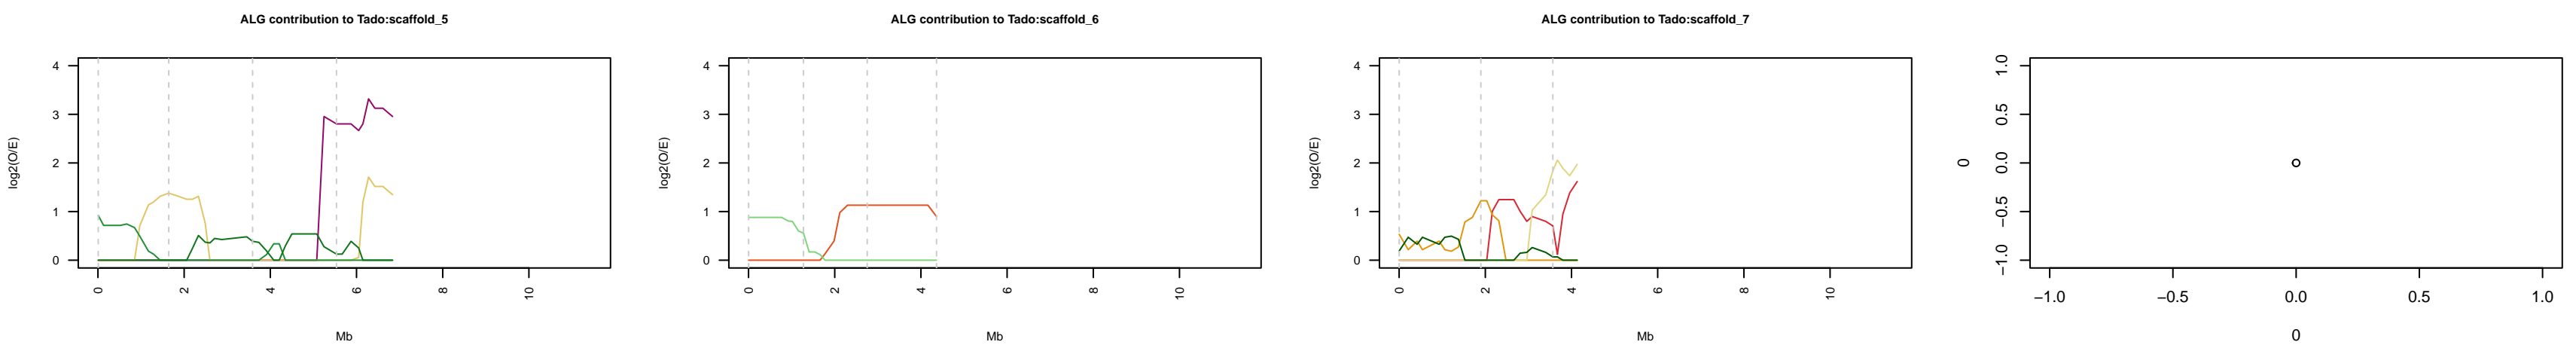 ALG contribution to Tado:scaffold_5
4
3
2
1
0
log2(O/E)
0 2 4 6 8 10
Mb
ALG contribution to Tado:scaffold_6
4
3
2
1
0
log2(O/E)
0 2 4 6 8 10
Mb
ALG contribution to Tado:scaffold_7
4
3
2
1
0
log2(O/E)
0 2 4 6 8 10
Mb
1.0
0.5
0.0
−0.5
−1.0
0
−1.0 −0.5 0.0 0.5 1.0
0